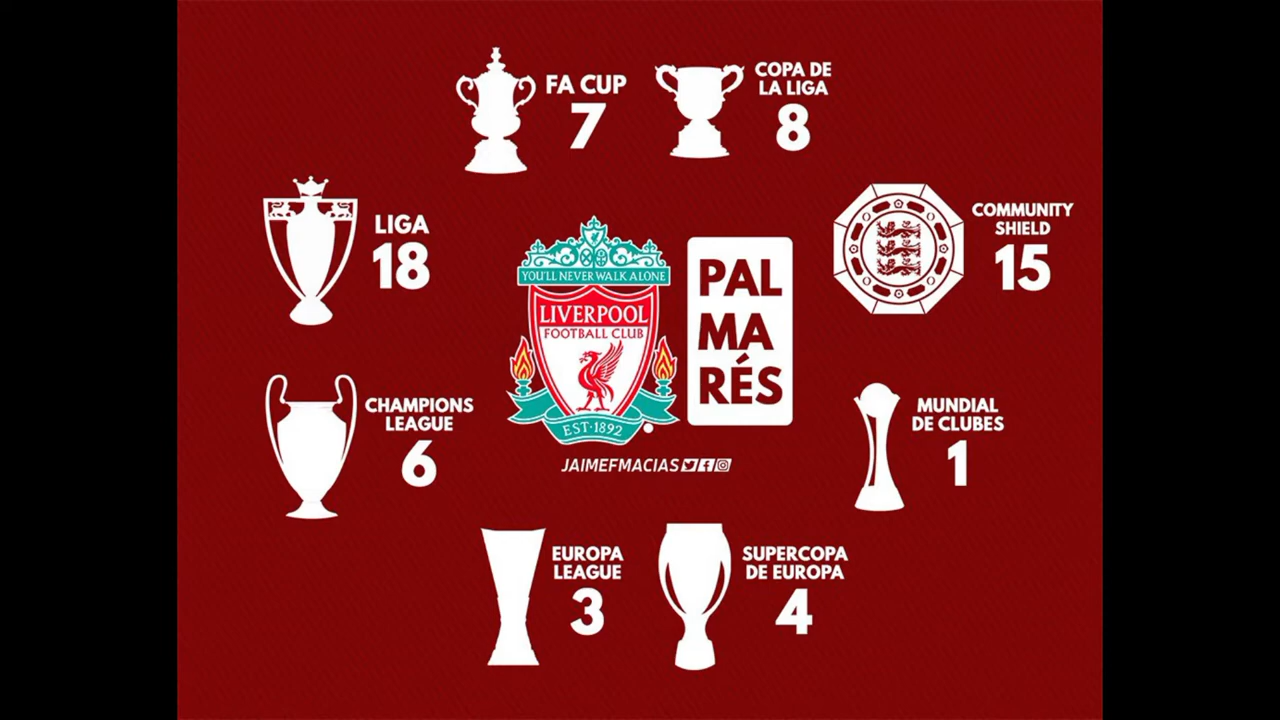 FA CUP
7
COPA DE
LA LIGA
8
LIGA
18
COMMUNITY
SHIELD
15
YOU'LL NEVER WALK ALONE
LIVERPOOL
FOOTBALL CLUB
EST·1892
PAL
MA
RÉS
CHAMPIONS
LEAGUE
6
MUNDIAL
DE CLUBES
1
JAIMEFMACIAS
EUROPA
LEAGUE
3
SUPERCOPA
DE EUROPA
4